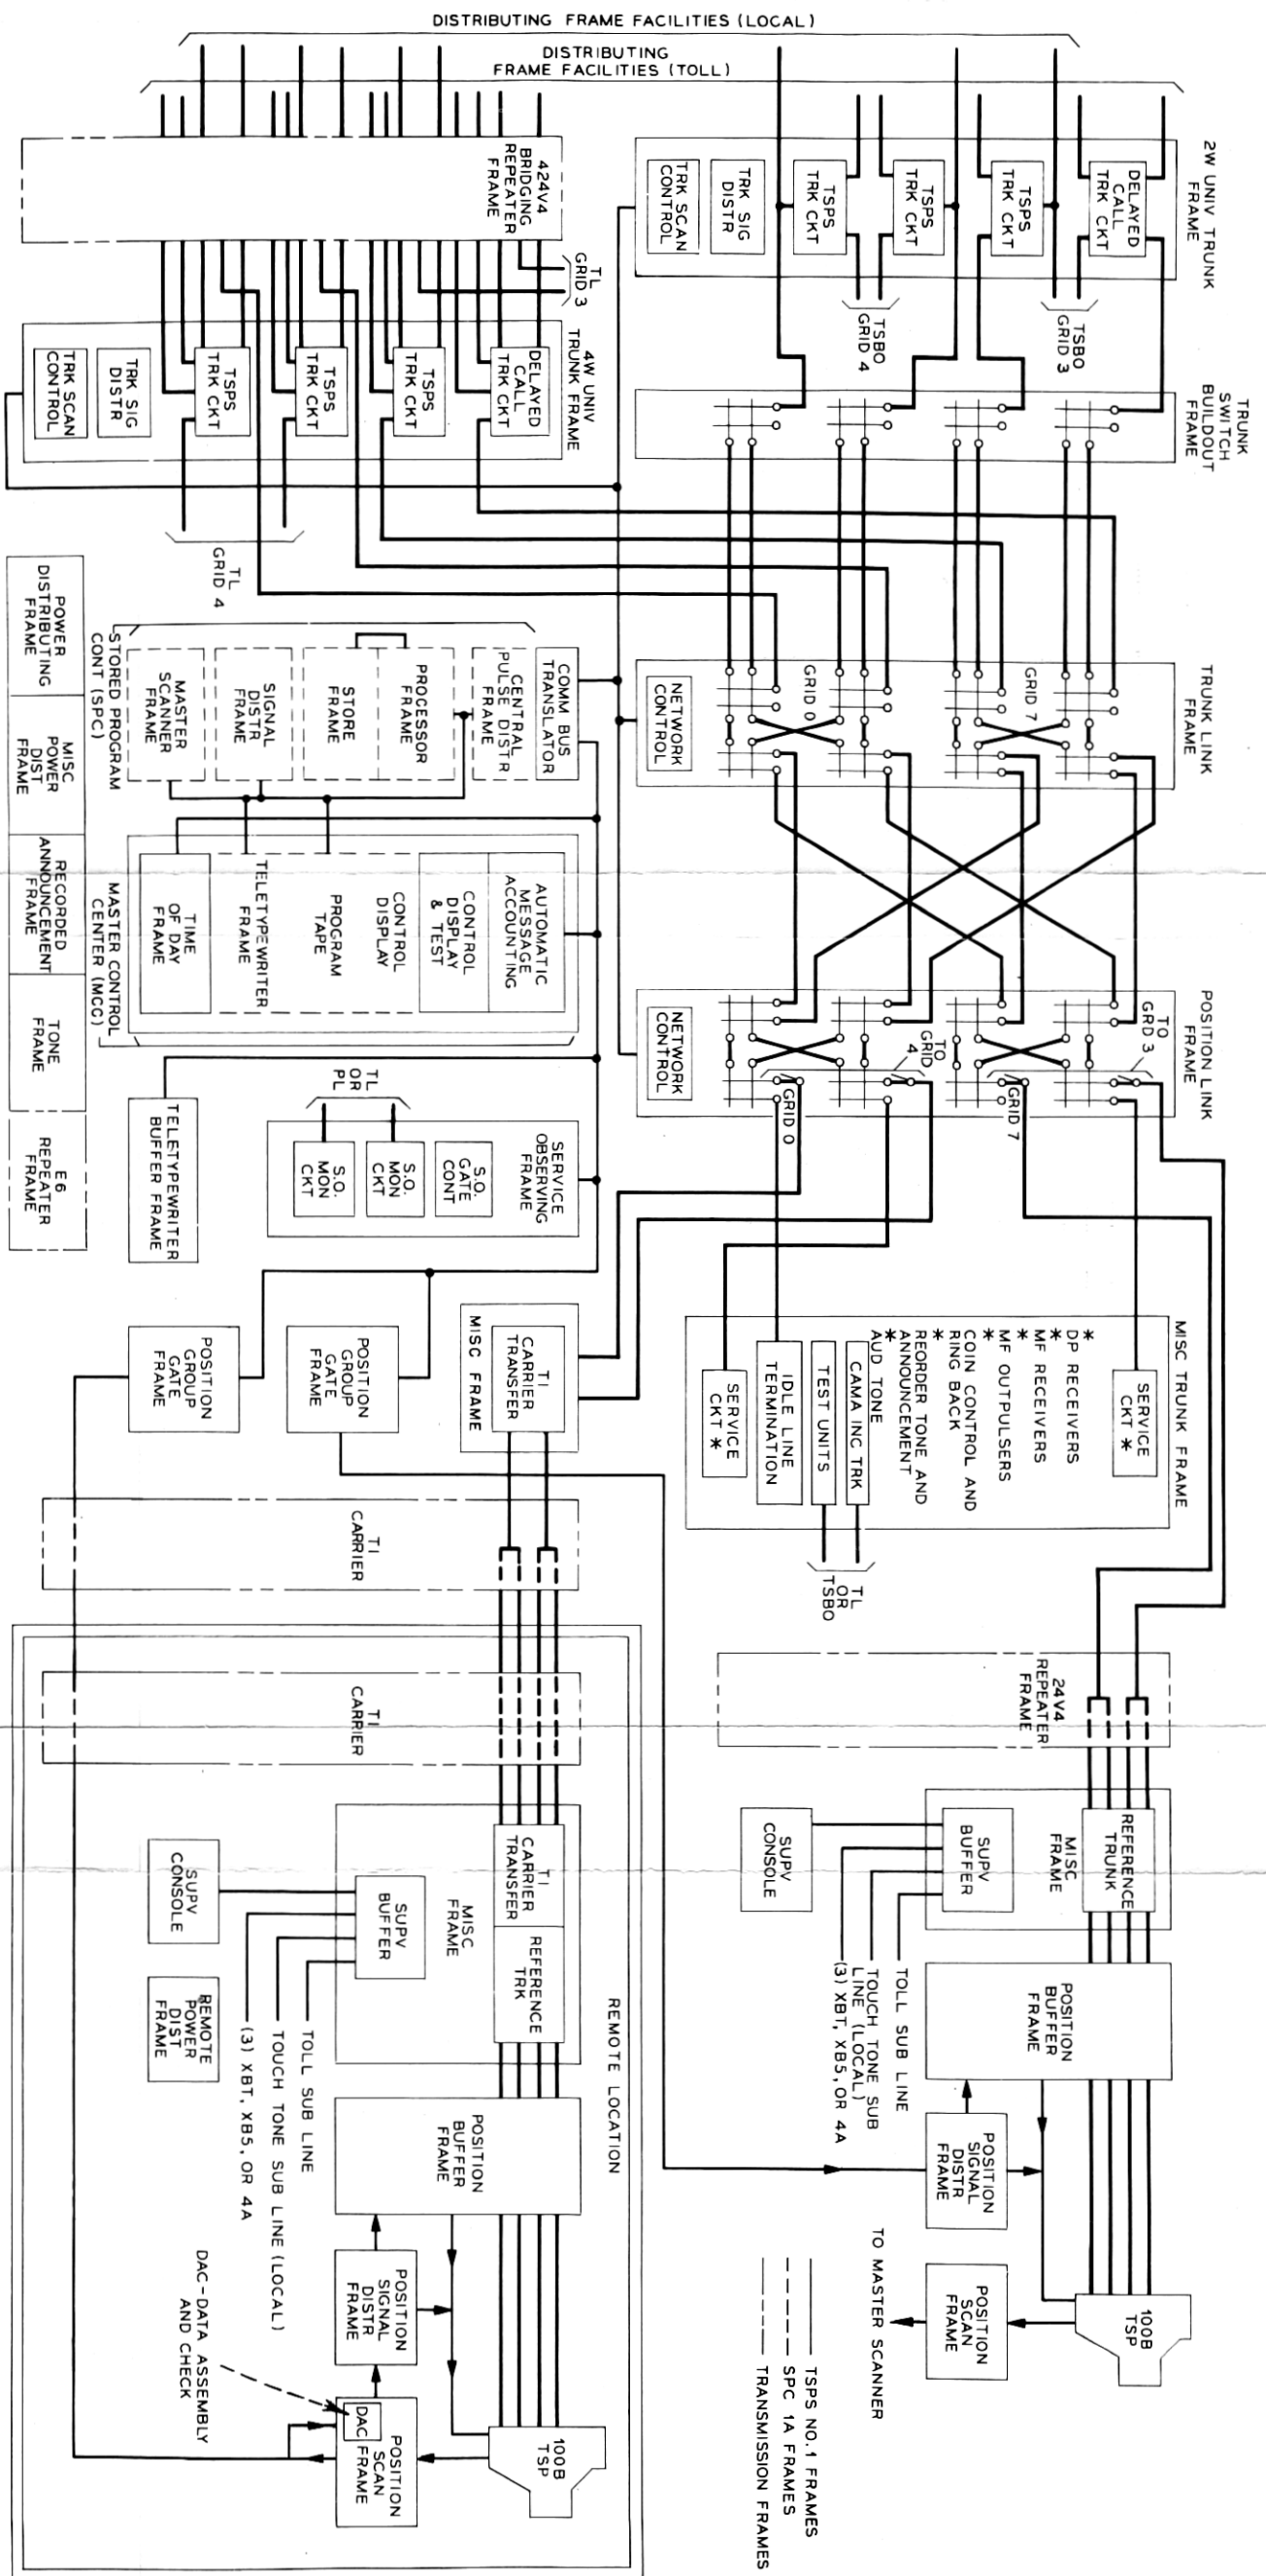 DISTRIBUTING FRAME FACILITIES (LOCAL)
DISTRIBUTING
FRAME FACILITIES (TOLL)
2W UNIV TRUNK
FRAME
DELAYED
CALL
TRK CKT
TSPS
TRK CKT
TSPS
TRK CKT
TSPS
TRK CKT
TRK SIG
DISTR
TRK SCAN
CONTROL
424V4
BRIDGING
REPEATER
FRAME
TL
GRID 3
TSBO
GRID 3
TSBO
GRID 4
4W UNIV
TRUNK FRAME
DELAYED
CALL
TRK CKT
TSPS
TRK CKT
TSPS
TRK CKT
TSPS
TRK CKT
TRK SIG
DISTR
TRK SCAN
CONTROL
TL
GRID 4
TRUNK
SWITCH
BUILDOUT
FRAME
TRUNK LINK
FRAME
GRID 7
GRID 0
NETWORK
CONTROL
POSITION LINK
FRAME
TO
GRD 3
TO
GRID
4
GRID 7
GRID 0
NETWORK
CONTROL
COMM BUS
TRANSLATOR
CENTRAL
PULSE DISTR
FRAME
PROCESSOR
FRAME
STORE
FRAME
SIGNAL
DISTR
FRAME
MASTER
SCANNER
FRAME
STORED PROGRAM
CONT (SPC)
AUTOMATIC
MESSAGE
ACCOUNTING
CONTROL
DISPLAY
& TEST
CONTROL
DISPLAY
PROGRAM
TAPE
TELETYPEWRITER
FRAME
TIME
OF DAY
FRAME
MASTER CONTROL
CENTER (MCC)
POWER
DISTRIBUTING
FRAME
MISC
POWER
DIST
FRAME
RECORDED
ANNOUNCEMENT
FRAME
TONE
FRAME
E6
REPEATER
FRAME
TELETYPEWRITER
BUFFER FRAME
TL
OR
PL
SERVICE
OBSERVING
FRAME
S.O.
GATE
CONT
S.O.
MON
CKT
S.O.
MON
CKT
MISC TRUNK FRAME
SERVICE
CKT *
*
DP RECEIVERS
*
MF RECEIVERS
*
MF OUTPULSERS
*
COIN CONTROL AND
RING BACK
*
REORDER TONE AND
ANNOUNCEMENT
*
AUD TONE
CAMA INC TRK
TEST UNITS
IDLE LINE
TERMINATION
SERVICE
CKT *
TL
OR
TSBO
T1
CARRIER
TRANSFER
MISC FRAME
POSITION
GROUP
GATE
FRAME
POSITION
GROUP
GATE
FRAME
T1
CARRIER
24V4
REPEATER
FRAME
REFERENCE
TRUNK
MISC
FRAME
SUPV
BUFFER
SUPV
CONSOLE
TOLL SUB LINE
TOUCH TONE SUB
LINE (LOCAL)
(3) XBT, XB5, OR 4A
POSITION
BUFFER
FRAME
POSITION
SIGNAL
DISTR
FRAME
POSITION
SCAN
FRAME
100B
TSP
TO MASTER SCANNER
TSPS NO.1 FRAMES
SPC 1A FRAMES
TRANSMISSION FRAMES
REMOTE LOCATION
T1
CARRIER
T1
CARRIER
TRANSFER
REFERENCE
TRK
MISC
FRAME
SUPV
BUFFER
SUPV
CONSOLE
REMOTE
POWER
DIST
FRAME
TOLL SUB LINE
TOUCH TONE SUB LINE (LOCAL)
(3) XBT, XB5, OR 4A
POSITION
BUFFER
FRAME
POSITION
SIGNAL
DISTR
FRAME
POSITION
SCAN
FRAME
DAC
100B
TSP
DAC-DATA ASSEMBLY
AND CHECK